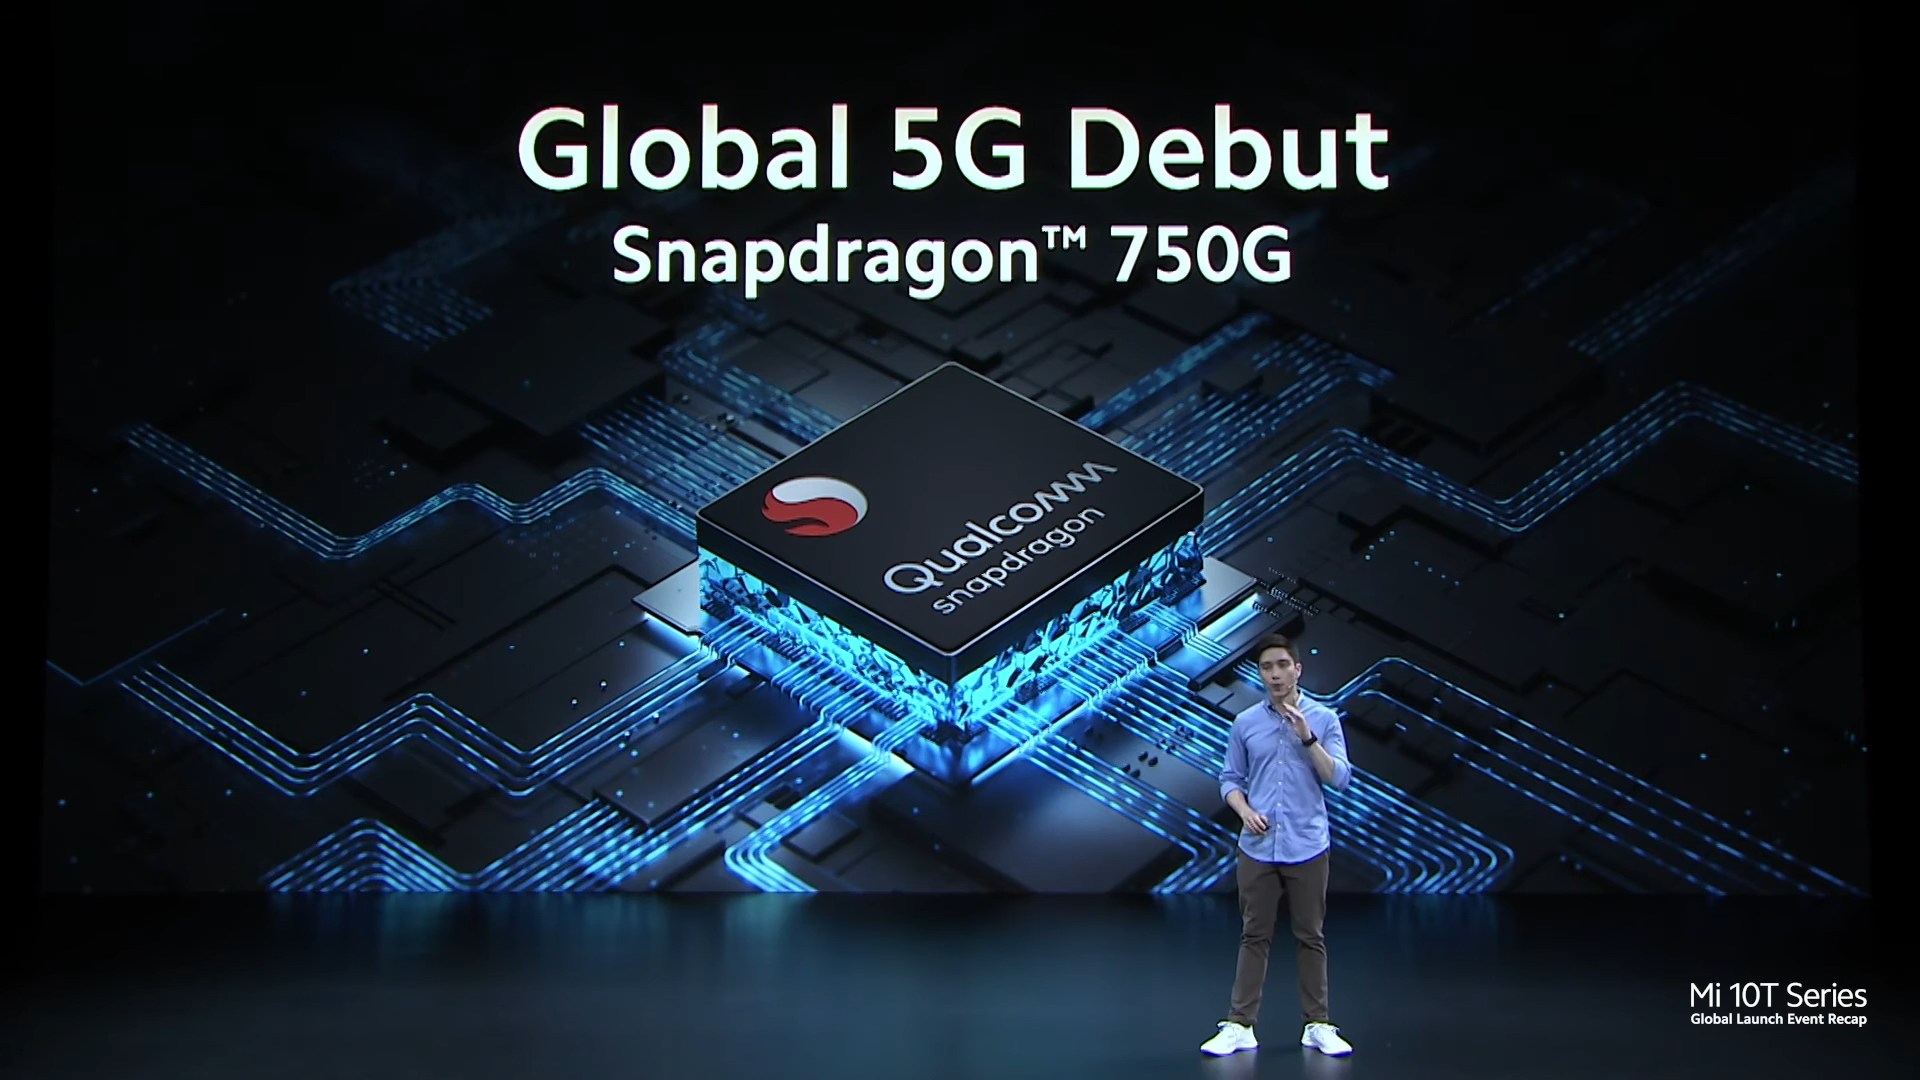 Global 5G Debut
Snapdragon™ 750G
Qualcomm
snapdragon
Mi 10T Series
Global Launch Event Recap